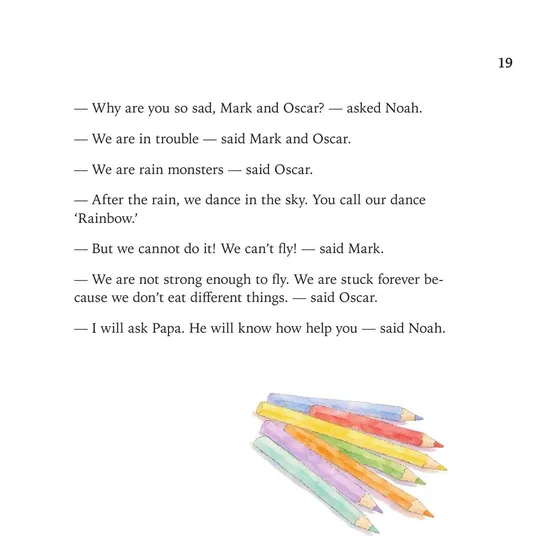 19
— Why are you so sad, Mark and Oscar? — asked Noah.
— We are in trouble — said Mark and Oscar.
— We are rain monsters — said Oscar.
— After the rain, we dance in the sky. You call our dance
‘Rainbow.’
— But we cannot do it! We can’t fly! — said Mark.
— We are not strong enough to fly. We are stuck forever be-
cause we don’t eat different things. — said Oscar.
— I will ask Papa. He will know how help you — said Noah.